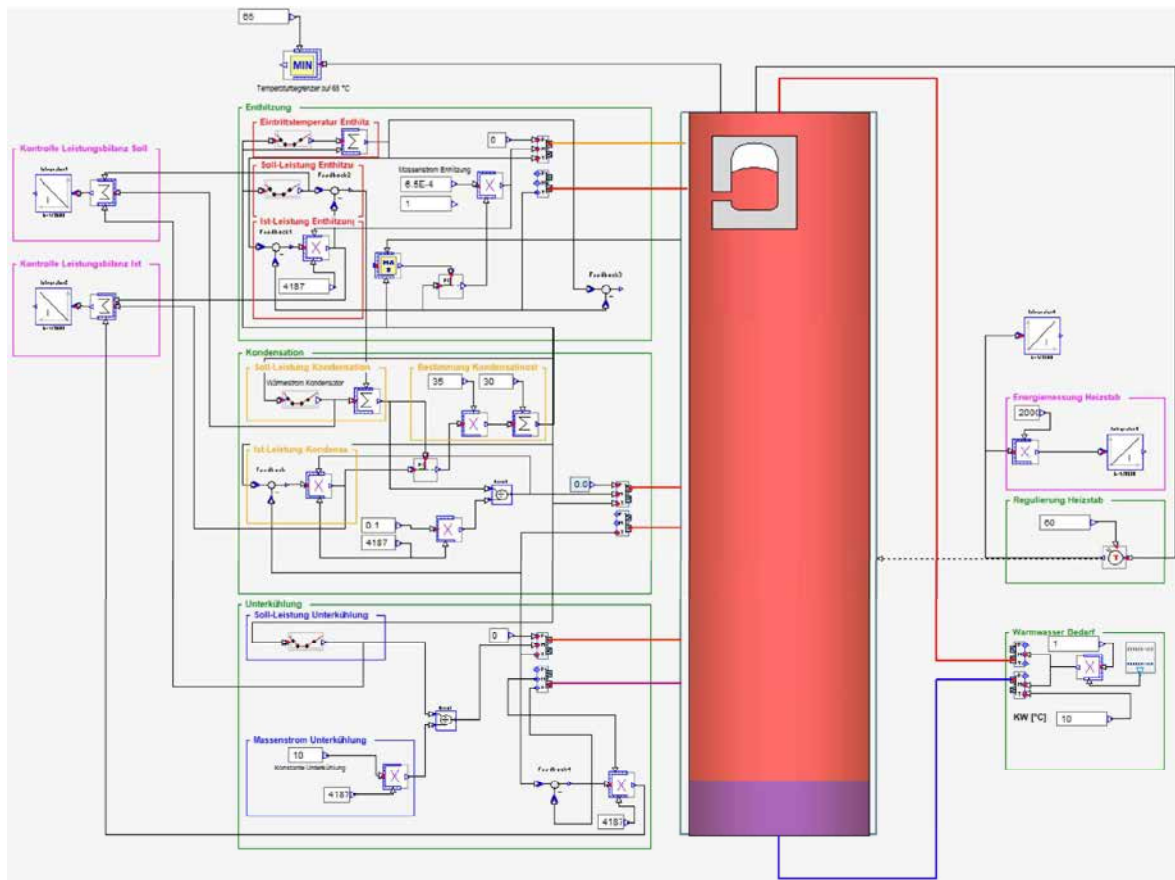 65
MIN
Temperaturbegrenzer auf 65 °C
Enthitzung
Eintrittstemperatur Enthitz
0
Kontrolle Leistungsbilanz Soll
Soll-Leistung Enthitzu
Feedback2
Massenstrom Enthitzung
6.5E-4
1
Ist-Leistung Enthitzung
Feedback1
4187
Feedback3
Kontrolle Leistungsbilanz Ist
Kondensation
Soll-Leistung Kondensation
Wärmestrom Kondensator
35
30
Ist-Leistung Kondensa
Feedback
0.0
0.1
4187
Energiemessung Heizstab
Regulierung Heizstab
60
Unterkühlung
Soll-Leistung Unterkühlung
0
Massenstrom Unterkühlung
10
Konstante Unterkühlung
4187
Feedback4
4187
Warmwasser Bedarf
1
KW [°C]
10